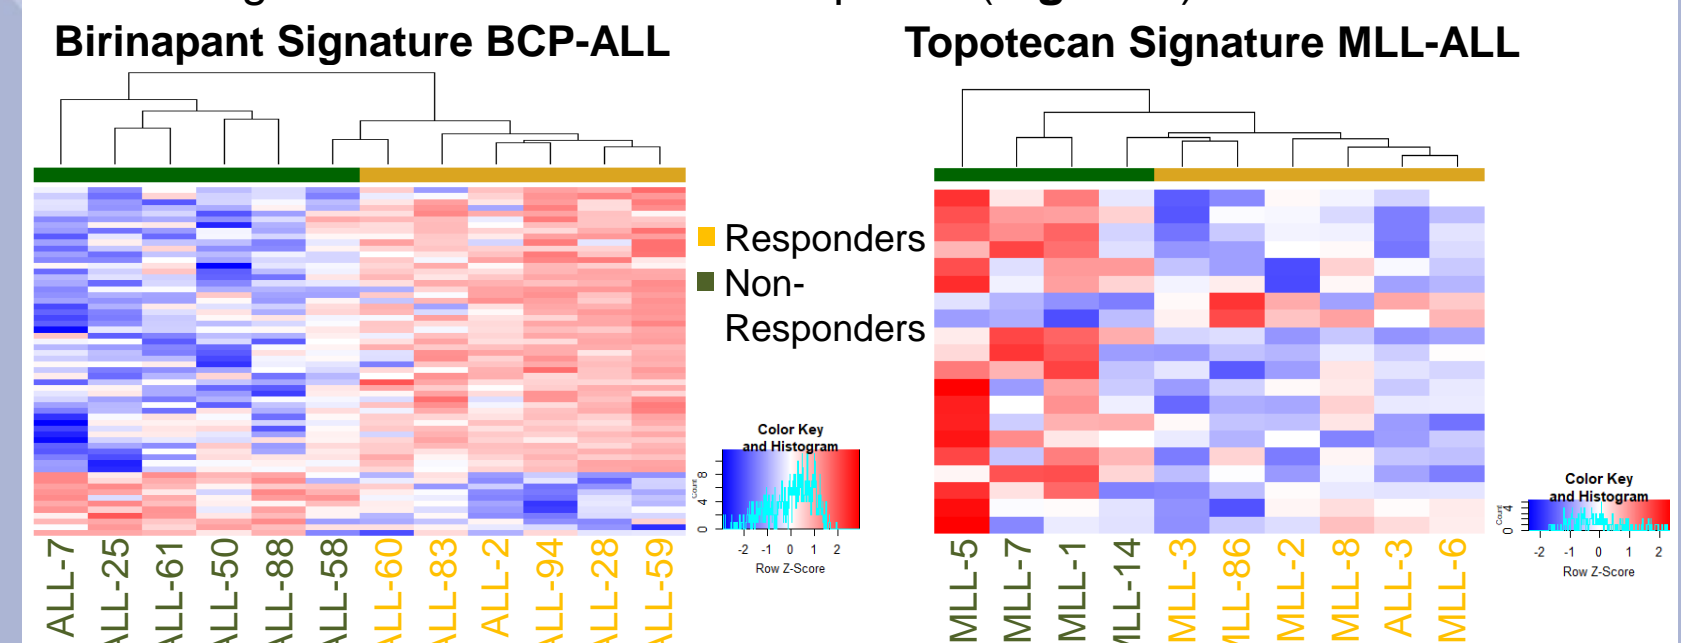 Birinapant Signature BCP-ALL
Topotecan Signature MLL-ALL
Responders
Non-
Responders
Color Key
and Histogram
Count
0 4 8
-2 -1 0 1 2
Row Z-Score
Color Key
and Histogram
Count
0 4
-2 -1 0 1 2
Row Z-Score
ALL-7
ALL-25
ALL-61
ALL-50
ALL-88
ALL-58
ALL-60
ALL-83
ALL-2
ALL-94
ALL-28
ALL-59
MLL-5
MLL-7
MLL-1
MLL-14
MLL-3
MLL-86
MLL-2
MLL-8
ALL-3
MLL-6